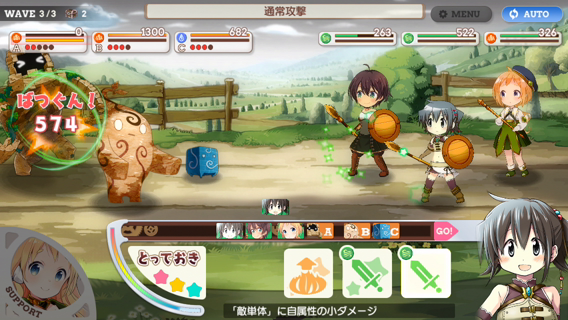 WAVE 3/3 2
通常攻撃
MENU
AUTO
0
A
1300
B
682
C
263
522
326
ばつぐん!
574
A B C GO!
とっておき
SUPPORT
「敵単体」に自属性の小ダメージ